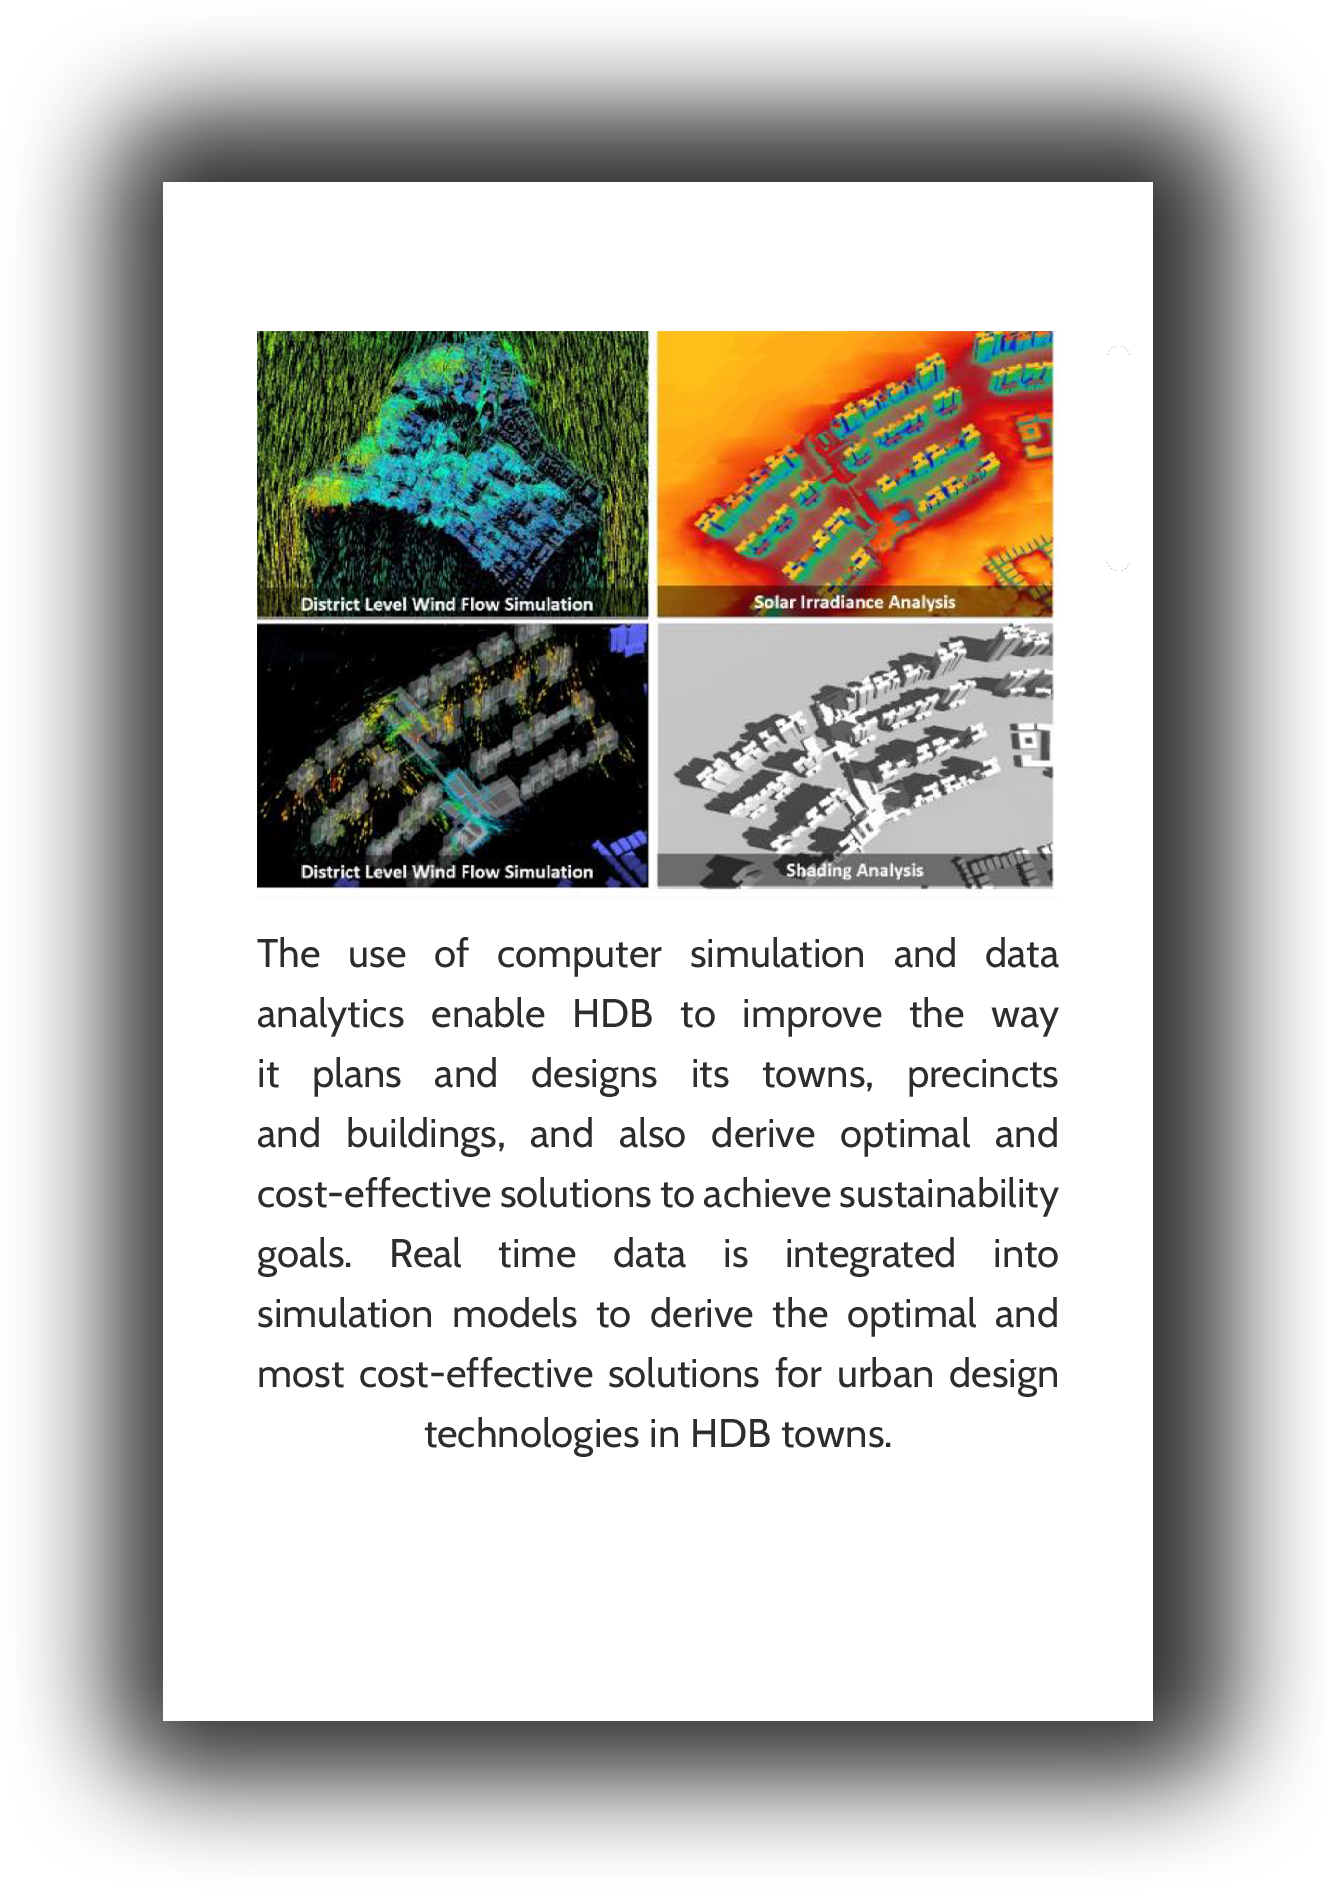 District Level Wind Flow Simulation
Solar Irradiance Analysis
District Level Wind Flow Simulation
Shading Analysis
The use of computer simulation and data
analytics enable HDB to improve the way
it plans and designs its towns, precincts
and buildings, and also derive optimal and
cost-effective solutions to achieve sustainability
goals. Real time data is integrated into
simulation models to derive the optimal and
most cost-effective solutions for urban design
technologies in HDB towns.